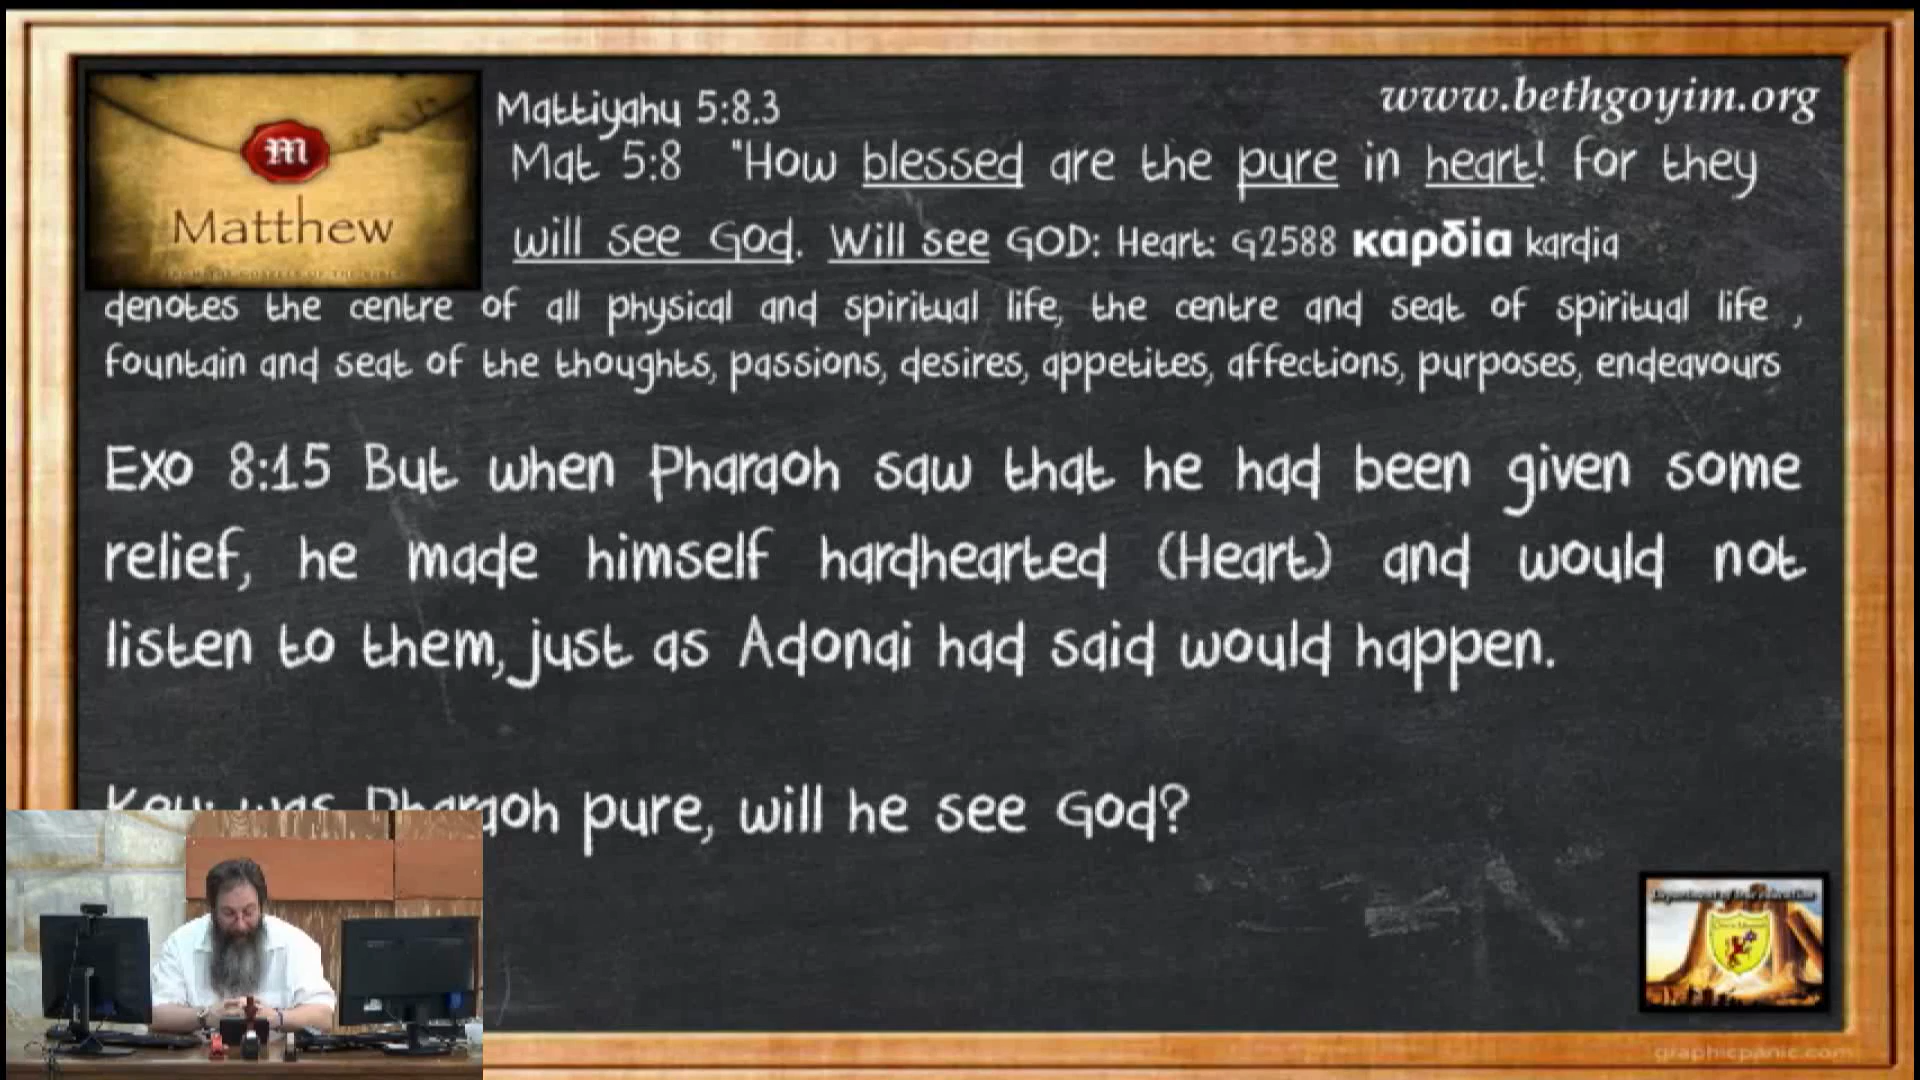 www.bethgoyim.org
m
Matthew
Mattiyahu 5:8.3
Mat 5:8 "How blessed are the pure in heart! for they
will see God. Will see GOD: Heart: G2588 καρδία kardia
denotes the centre of all physical and spiritual life, the centre and seat of spiritual life ,
fountain and seat of the thoughts, passions, desires, appetites, affections, purposes, endeavours
Exo 8:15 But when Pharaoh saw that he had been given some
relief, he made himself hardhearted (Heart) and would not
listen to them, just as Adonai had said would happen.
Key: was Pharaoh pure, will he see God?
graphicpanic.com